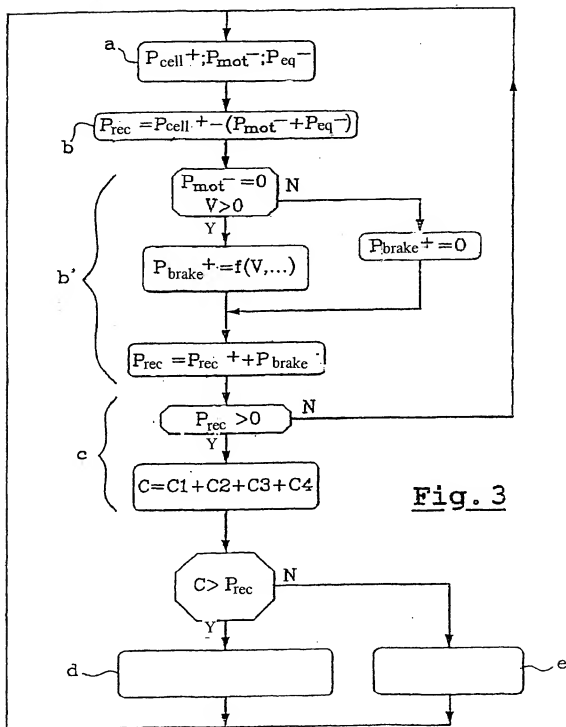 a
Pcell+;Pmot-;Peq-
b
Prec=Pcell+-(Pmot-+Peq-)
b'
Pmot-=0
V>0
N
Y
Pbrake+=0
Pbrake+=f(V,...)
Prec=Prec++Pbrake
c
Prec >0
N
Y
C=C1+C2+C3+C4
Fig. 3
C> Prec
N
Y
d
e